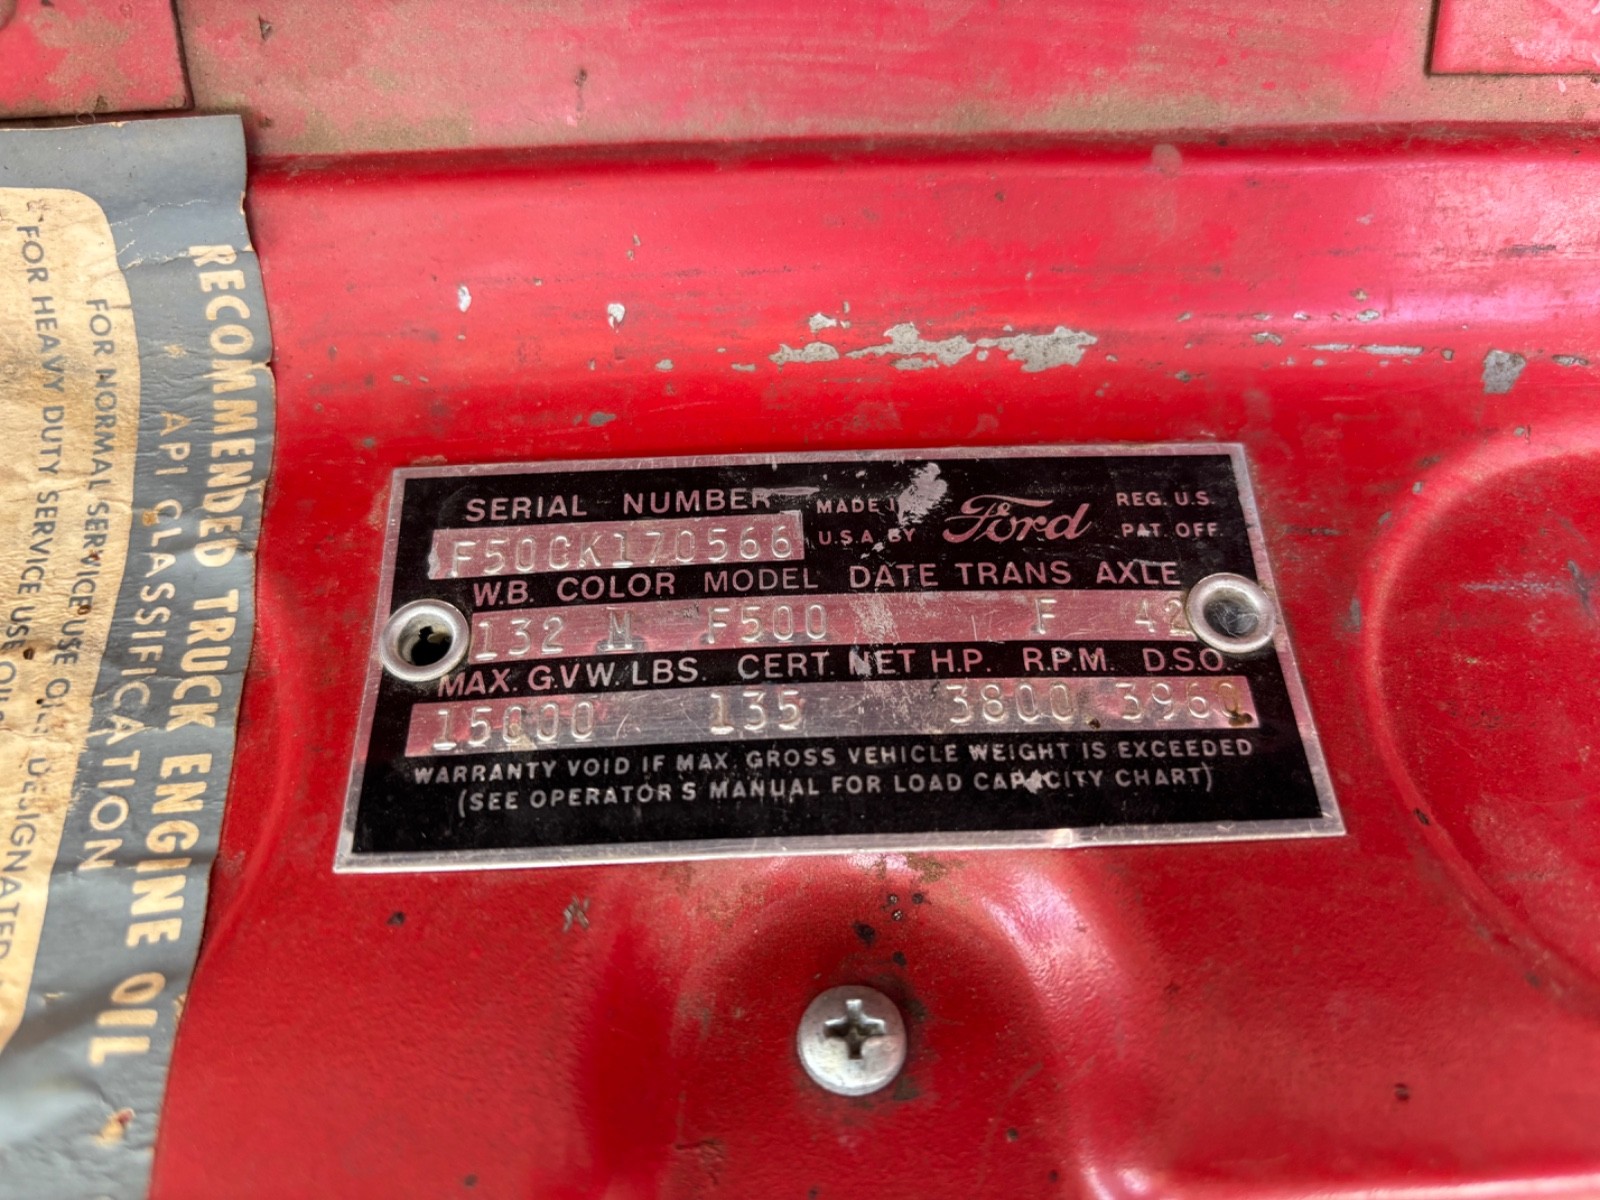 SERIAL NUMBER
MADE IN
U.S.A BY
Ford
REG. U.S.
PAT. OFF.
F50CK170566
W.B. COLOR MODEL DATE TRANS AXLE
132 M F500 F 42
MAX. G.V.W. LBS. CERT. NET H.P. R.P.M. D.S.O.
15000 135 3800 3960
WARRANTY VOID IF MAX. GROSS VEHICLE WEIGHT IS EXCEEDED
(SEE OPERATOR'S MANUAL FOR LOAD CAPACITY CHART)
RECOMMENDED TRUCK ENGINE OIL
API CLASSIFICATION
FOR NORMAL SERVICE USE OIL DESIGNATED
FOR HEAVY DUTY SERVICE USE